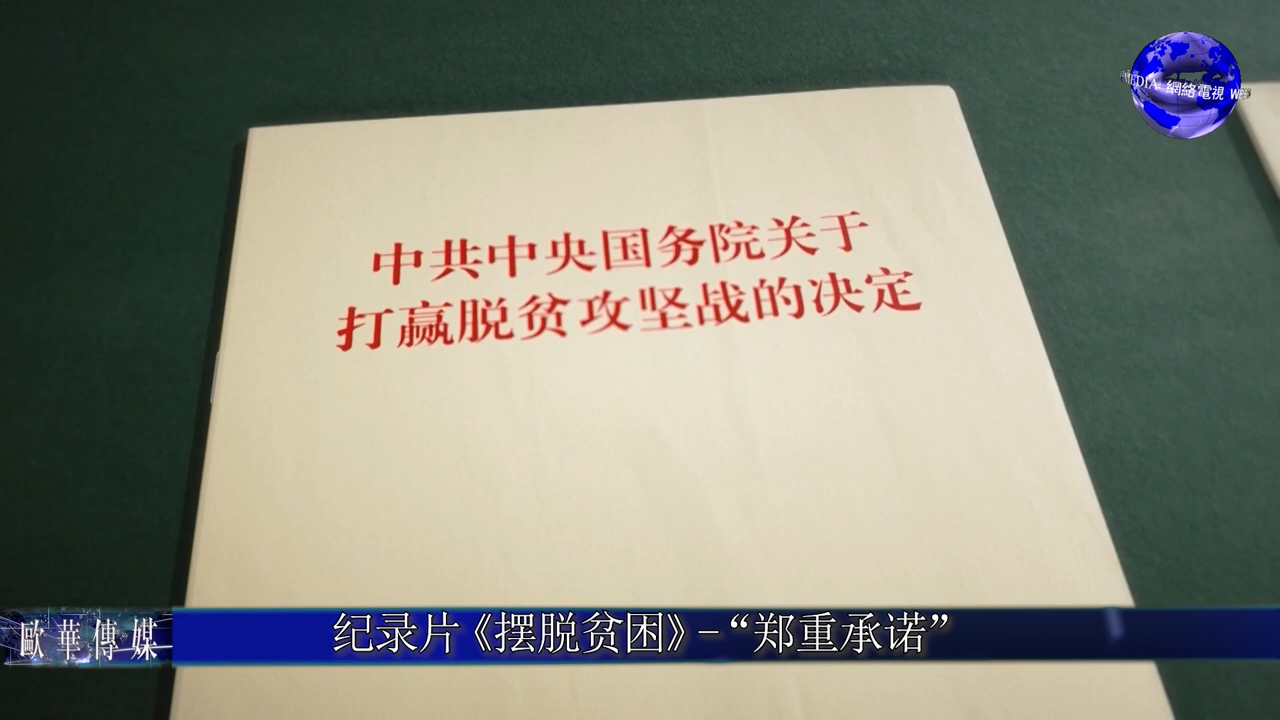 MEDIA 網絡電視 WEB
中共中央国务院关于
打赢脱贫攻坚战的决定
歐華傳媒
纪录片《摆脱贫困》–“郑重承诺”